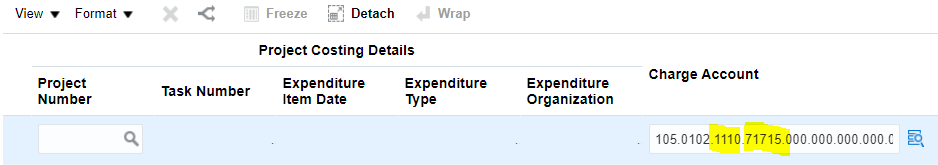 View Format Freeze Detach Wrap
Project Costing Details
Project Number Task Number Expenditure Item Date Expenditure Type Expenditure Organization Charge Account
. . . 105.0102.1110.71715.000.000.000.000.0